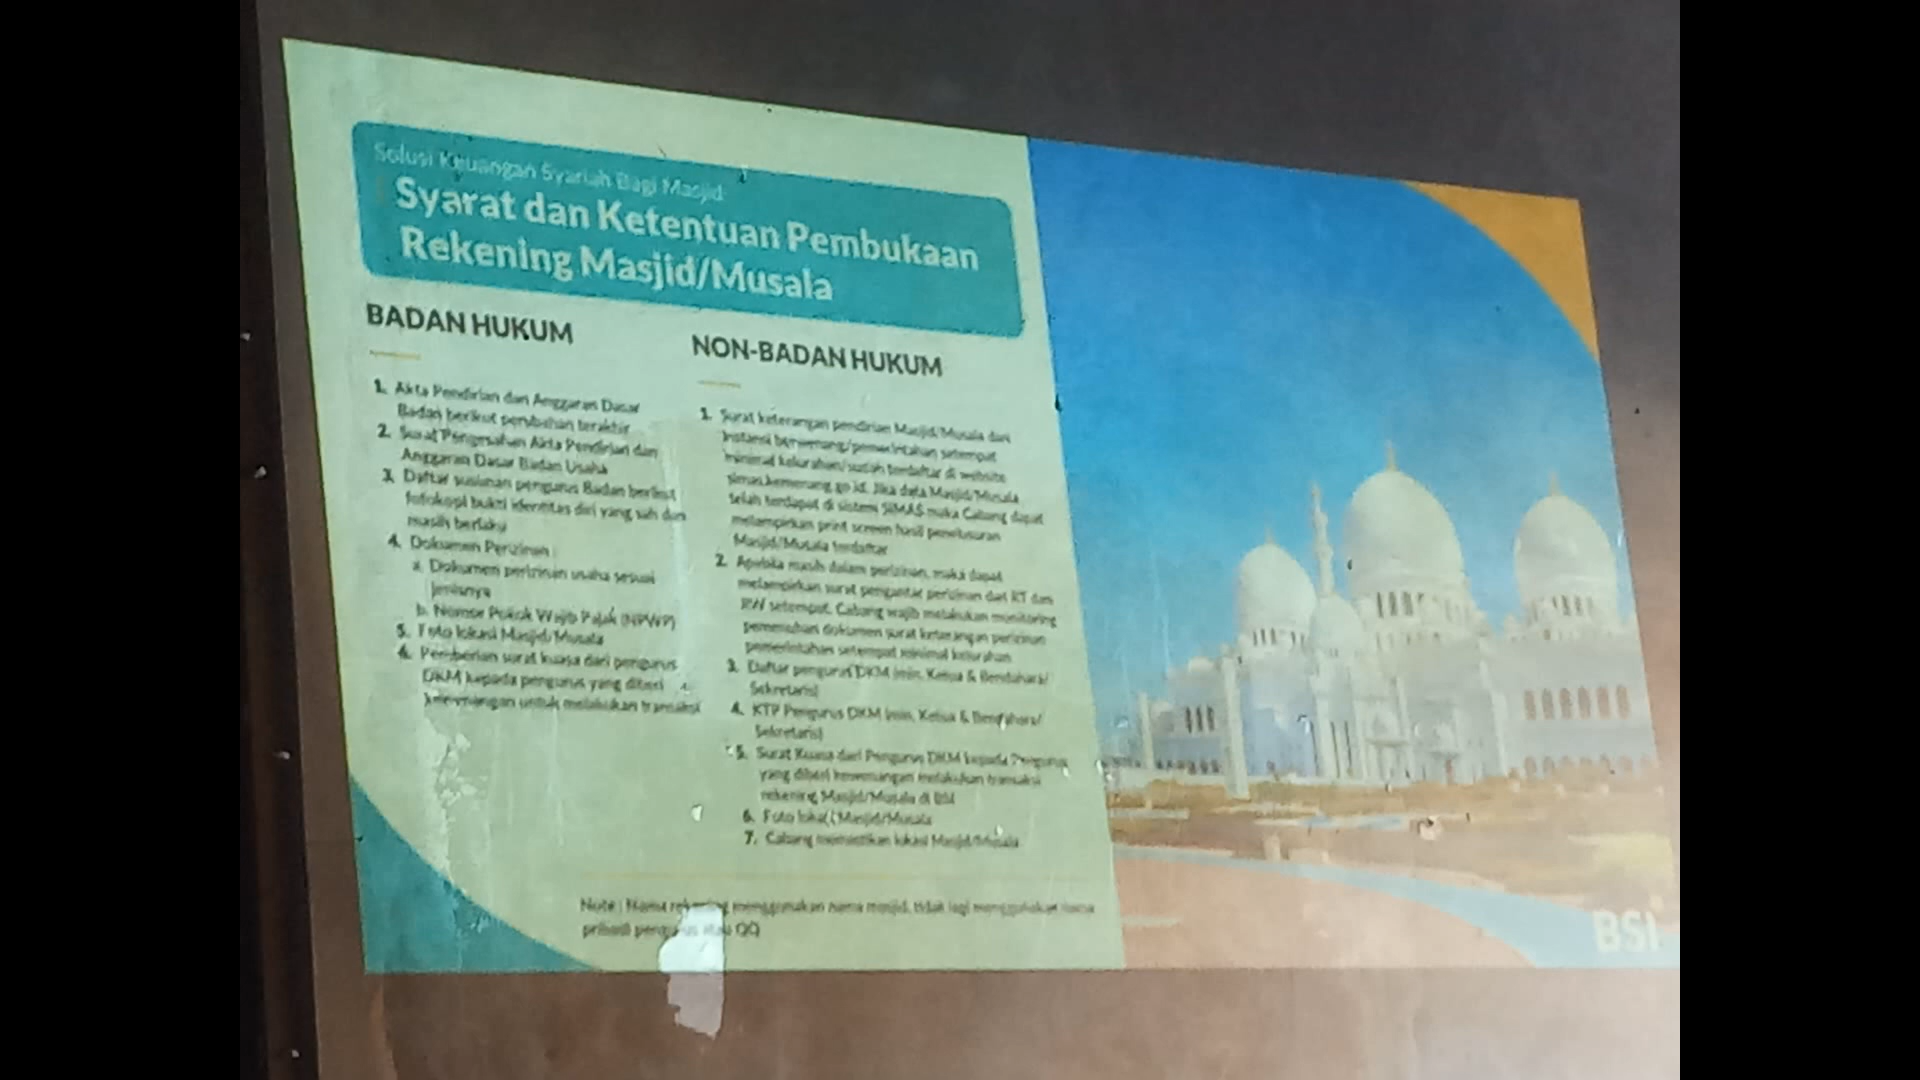 Solusi Keuangan Syariah Bagi Masjid
Syarat dan Ketentuan Pembukaan
Rekening Masjid/Musala
BADAN HUKUM
1. Akta Pendirian dan Anggaran Dasar
Badan berikut perubahan terakhir
2. Surat Pengesahan Akta Pendirian dan
Anggaran Dasar Badan Usaha
3. Daftar susunan pengurus Badan berikut
fotokopi bukti identitas diri yang sah dan
masih berlaku
4. Dokumen Perizinan :
a. Dokumen perizinan usaha sesuai
jenisnya
b. Nomor Pokok Wajib Pajak (NPWP)
5. Foto lokasi Masjid/Musala
6. Pemberian surat kuasa dari pengurus
DKM kepada pengurus yang diberi
kewenangan untuk melakukan transaksi
NON-BADAN HUKUM
1. Surat keterangan pendirian Masjid/Musala dari
Instansi berwenang/pemerintahan setempat
minimal kelurahan/sudah terdaftar di website
simas.kemenag.go.id. Jika data Masjid/Musala
telah terdapat di sistem SIMAS maka Cabang dapat
melampirkan print screen hasil penelusuran
Masjid/Musala terdaftar
2. Apabila masih dalam perizinan, maka dapat
melampirkan surat pengantar perizinan dari RT dan
RW setempat. Cabang wajib melakukan monitoring
pemenuhan dokumen surat keterangan perizinan
pemerintahan setempat minimal kelurahan
3. Daftar pengurus DKM (min. Ketua & Bendahara/
Sekretaris)
4. KTP Pengurus DKM (min. Ketua & Bendahara/
Sekretaris)
5. Surat Kuasa dari Pengurus DKM kepada Pengurus
yang diberi kewenangan melakukan transaksi
rekening Masjid/Musala di BSI
6. Foto lokasi Masjid/Musala
7. Cabang memastikan lokasi Masjid/Musala
Note : Nama rekening menggunakan nama masjid, tidak lagi menggunakan nama
pribadi pengurus atau QQ
BSI